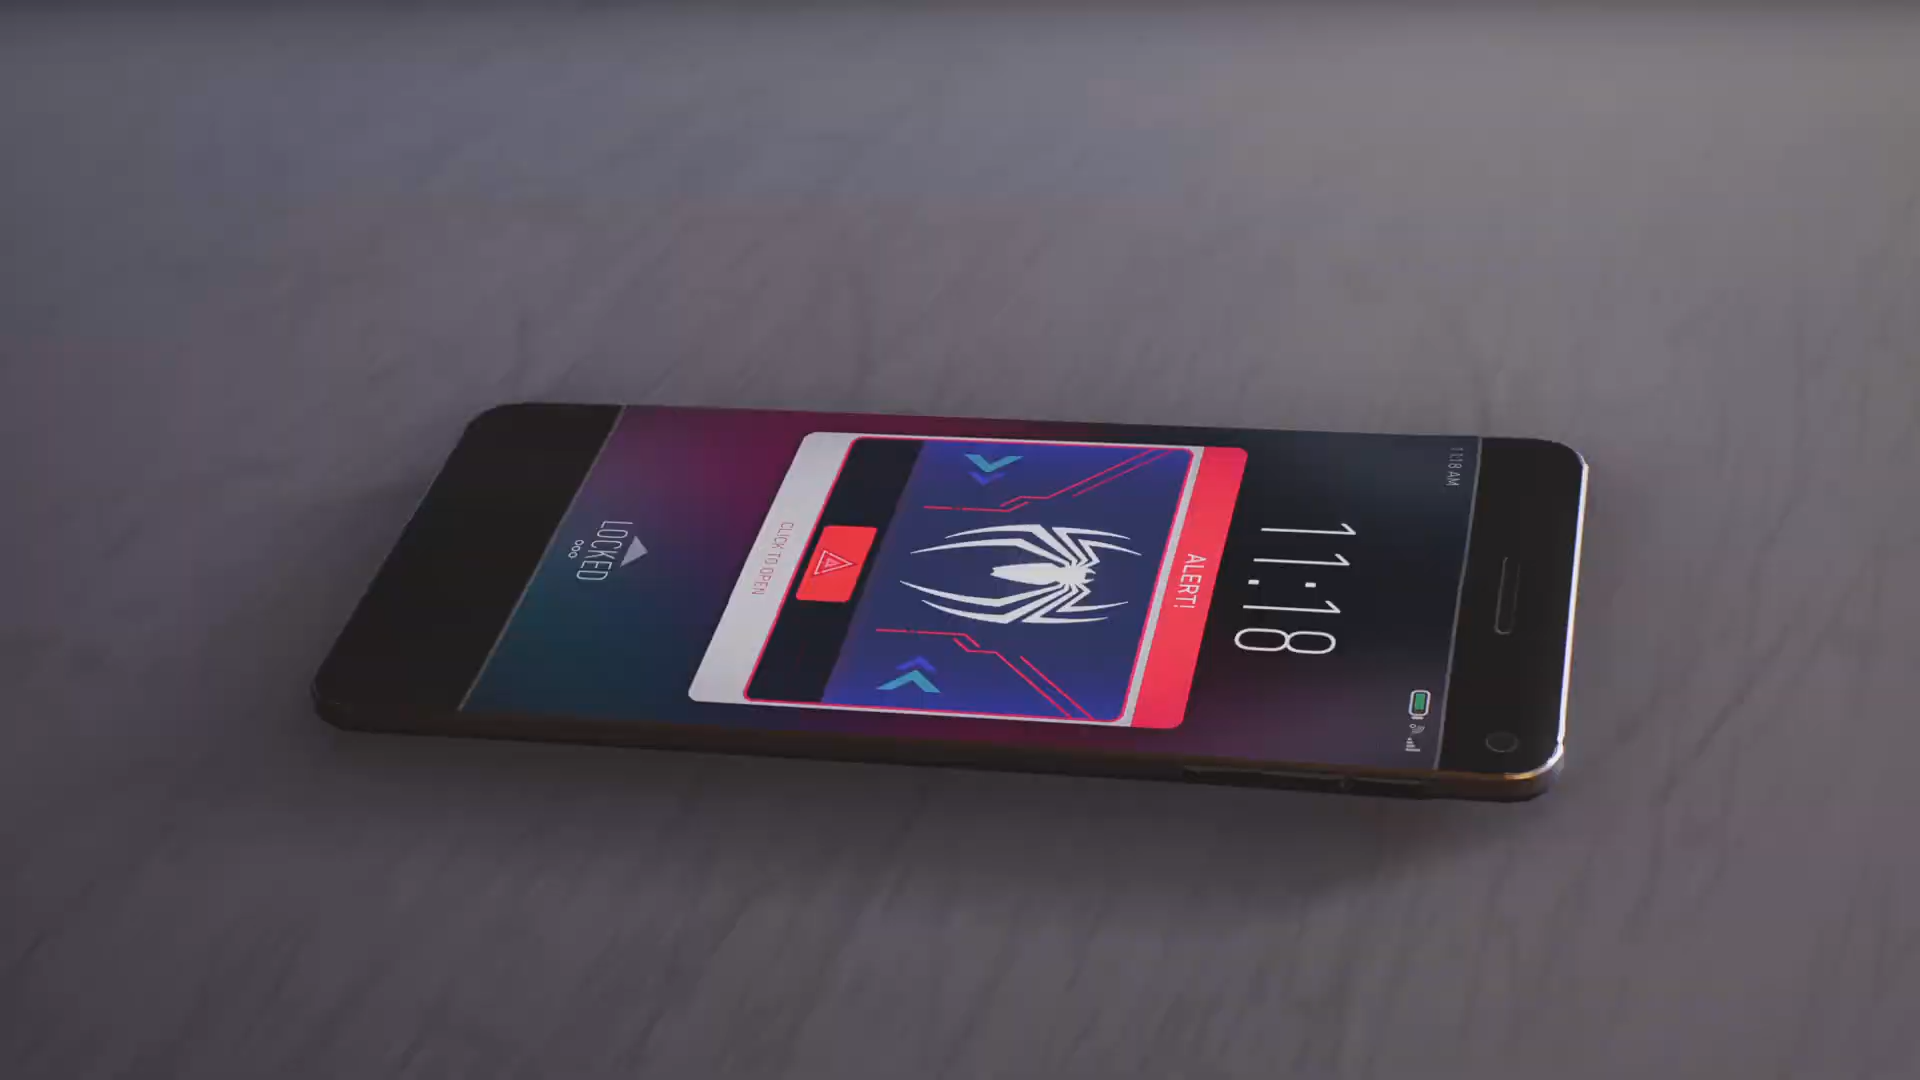 11:18 AM
11:18
ALERT!
CLICK TO OPEN
LOCKED